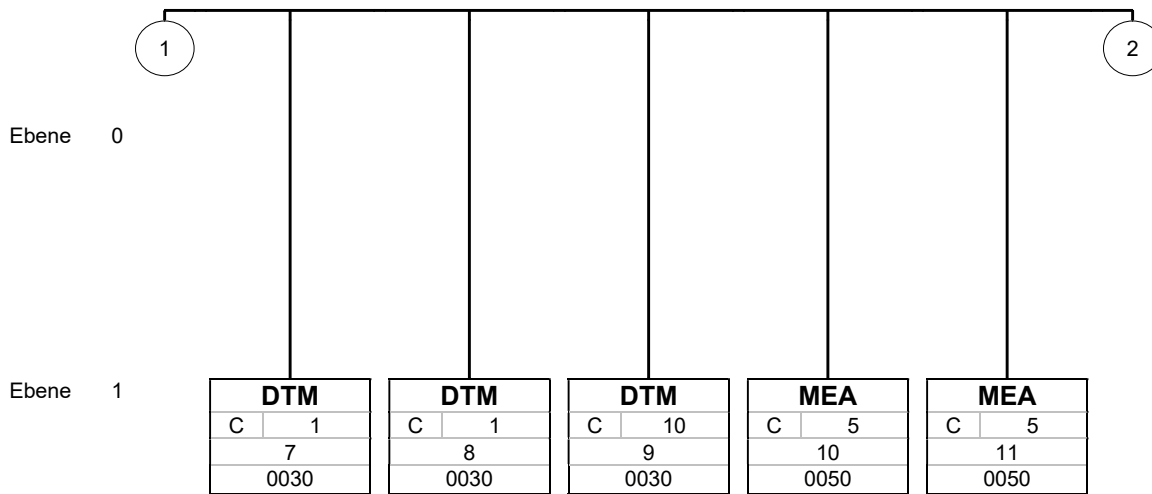 1 2
Ebene 0
Ebene 1
DTM DTM DTM MEA MEA
C 1 C 1 C 10 C 5 C 5
7 8 9 10 11
0030 0030 0030 0050 0050